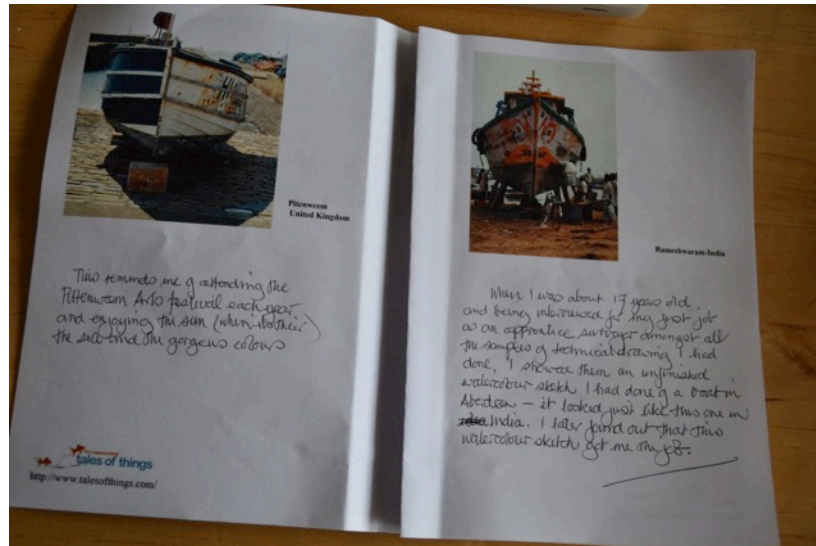 Pitenweem
United Kingdom
This reminds me of attending the
Pittenweem Arts festival each year
and enjoying the sun (when its their)
the sea and the gorgeous colours
tales of things
http://www.talesofthings.com/
Rameshwaram-India
When I was about 17 years old
and being interviewed for my first job
as an apprentice surveyor amongst all
the samples of technical drawing I had
done, I showed them an unfinished
watercolour sketch I had done of a boat in
Aberdeen – it looked just like this one in
India. I later found out that this
watercolour sketch got me the job.